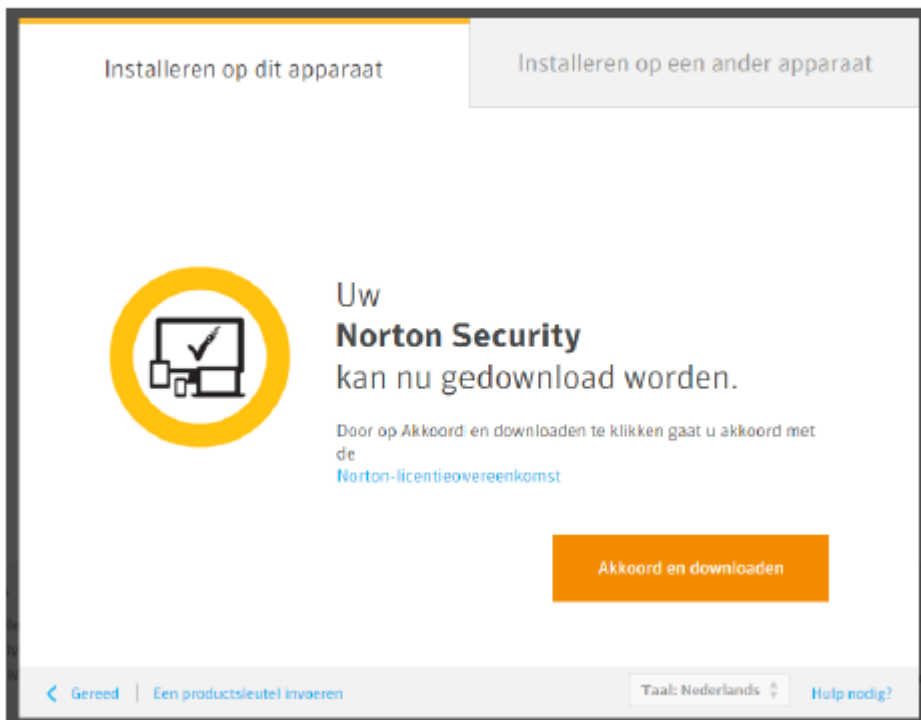 Installeren op dit apparaat
Installeren op een ander apparaat
Uw
Norton Security
kan nu gedownload worden.
Door op Akkoord en downloaden te klikken gaat u akkoord met
de
Norton-licentieovereenkomst
Akkoord en downloaden
Gereed
Een productsleutel invoeren
Taal: Nederlands
Hulp nodig?